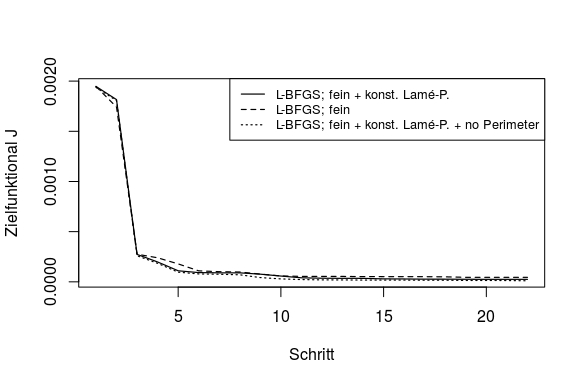 L-BFGS; fein + konst. Lamé-P.
L-BFGS; fein
L-BFGS; fein + konst. Lamé-P. + no Perimeter
Zielfunktional J
0.0020
0.0010
0.0000
5
10
15
20
Schritt